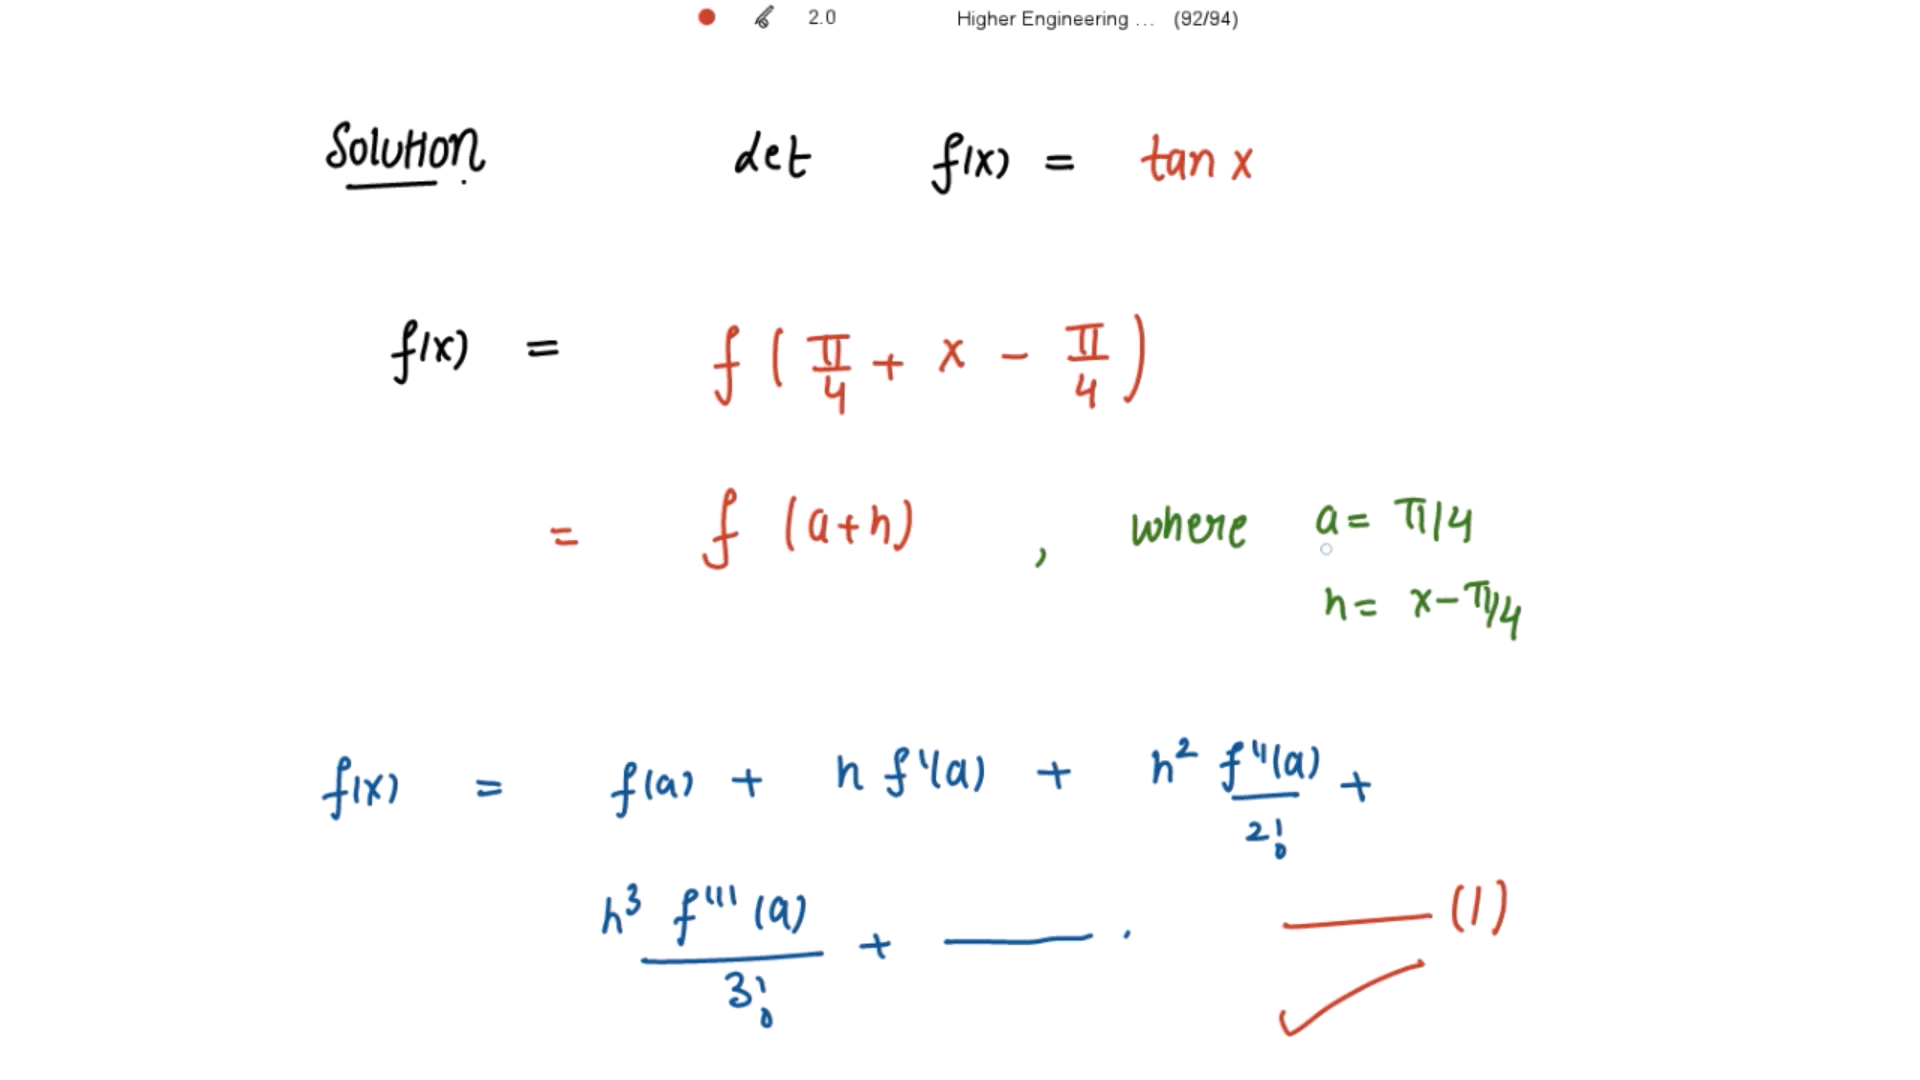 2.0 Higher Engineering ... (92/94)
Solution Let f(x) = tan x
f(x) = f(π/4 + x - π/4)
= f (a+h) , where a = π/4
h = x-π/4
f(x) = f(a) + h f'(a) + h² f''(a)/2! +
h³ f'''(a)/3! + —— . —— (1)